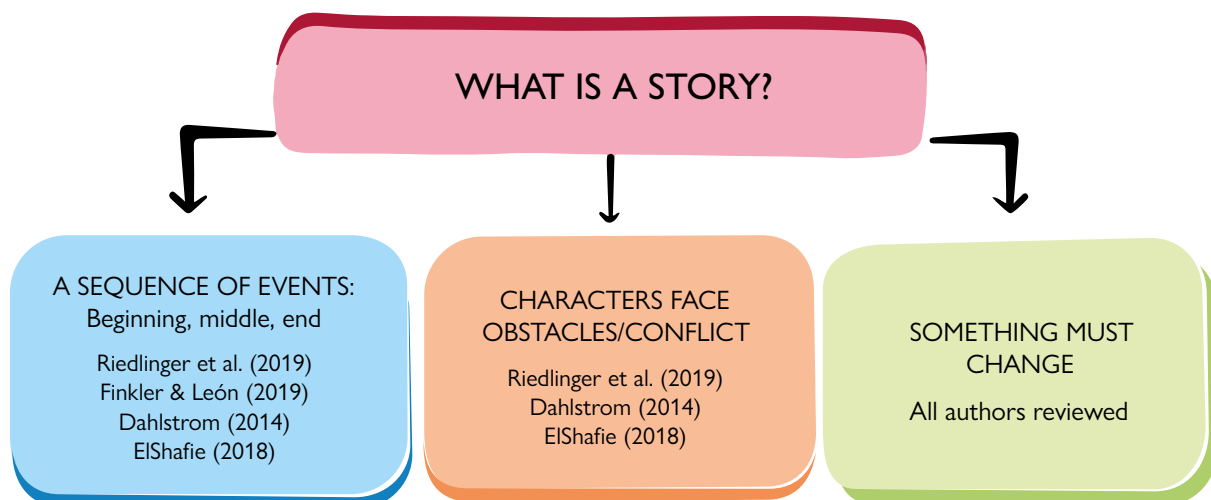 WHAT IS A STORY?
A SEQUENCE OF EVENTS:
Beginning, middle, end
Riedlinger et al. (2019)
Finkler & León (2019)
Dahlstrom (2014)
ElShafie (2018)
CHARACTERS FACE
OBSTACLES/CONFLICT
Riedlinger et al. (2019)
Dahlstrom (2014)
ElShafie (2018)
SOMETHING MUST
CHANGE
All authors reviewed